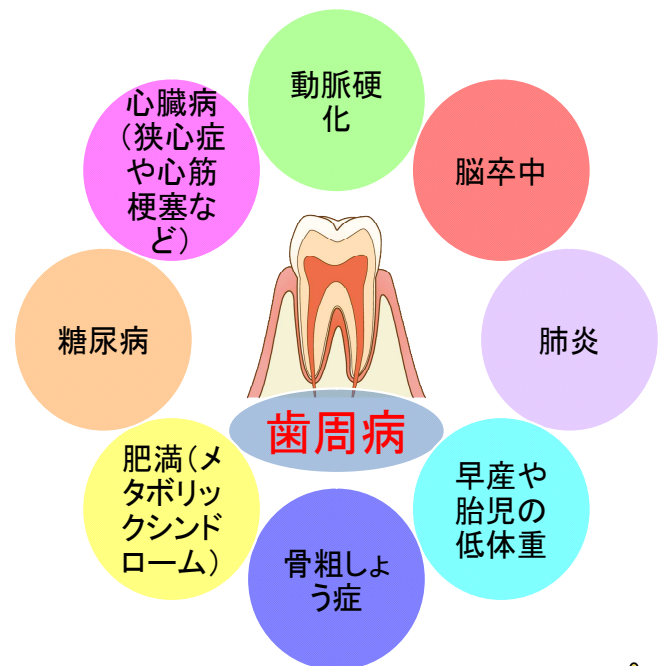 動脈硬
化
脳卒中
肺炎
早産や
胎児の
低体重
骨粗しょ
う症
肥満（メ
タボリッ
クシンド
ローム）
糖尿病
心臓病
（狭心症
や心筋
梗塞な
ど）
歯周病